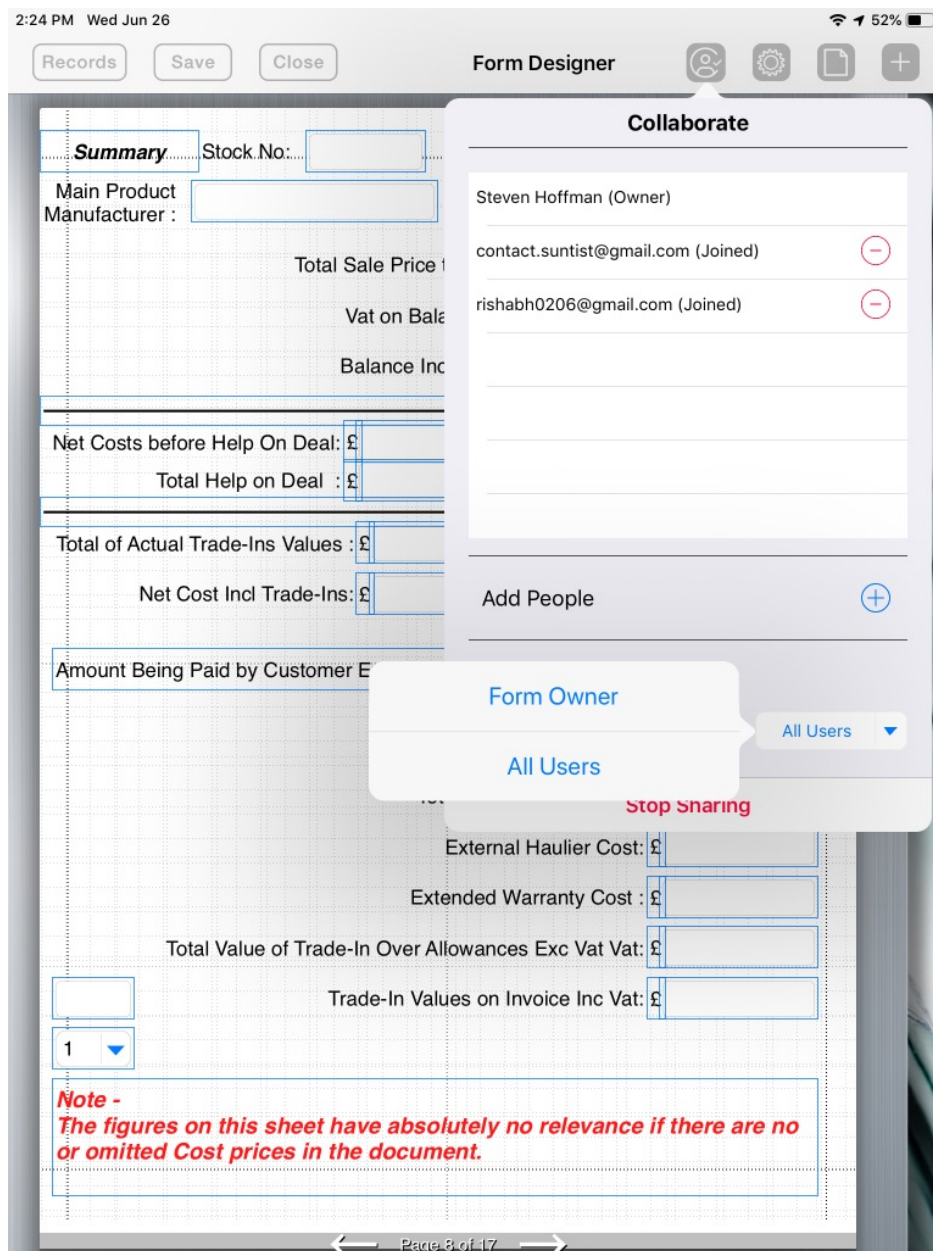 2:24 PM Wed Jun 26 52%
Records Save Close Form Designer
Collaborate
Summary Stock No:
Main Product
Manufacturer :
Steven Hoffman (Owner)
contact.suntist@gmail.com (Joined)
rishabh0206@gmail.com (Joined)
Total Sale Price
Vat on Bala
Balance Inc
Net Costs before Help On Deal: £
Total Help on Deal : £
Total of Actual Trade-Ins Values : £
Net Cost Incl Trade-Ins: £
Add People
Amount Being Paid by Customer E
Form Owner
All Users
All Users
Stop Sharing
External Haulier Cost: £
Extended Warranty Cost : £
Total Value of Trade-In Over Allowances Exc Vat Vat: £
Trade-In Values on Invoice Inc Vat: £
1
Note -
The figures on this sheet have absolutely no relevance if there are no
or omitted Cost prices in the document.
Page 8 of 17